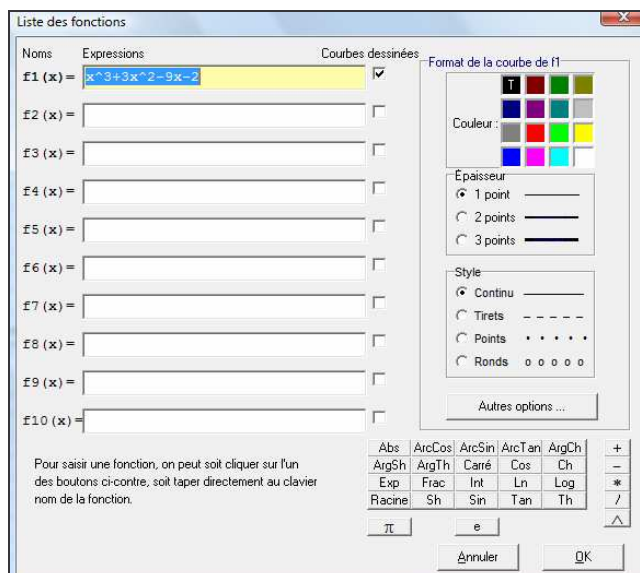 Liste des fonctions
Noms Expressions Courbes dessinées
f1(x)= x^3+3x^2-9x-2
f2(x)=
f3(x)=
f4(x)=
f5(x)=
f6(x)=
f7(x)=
f8(x)=
f9(x)=
f10(x)=
Format de la courbe de f1
T
Couleur :
Épaisseur
1 point
2 points
3 points
Style
Continu
Tirets
Points
Ronds
Autres options ...
Pour saisir une fonction, on peut soit cliquer sur l'un
des boutons ci-contre, soit taper directement au clavier
nom de la fonction.
Abs ArcCos ArcSin ArcTan ArgCh +
ArgSh ArgTh Carré Cos Ch -
Exp Frac Int Ln Log *
Racine Sh Sin Tan Th /
π e ^
Annuler OK